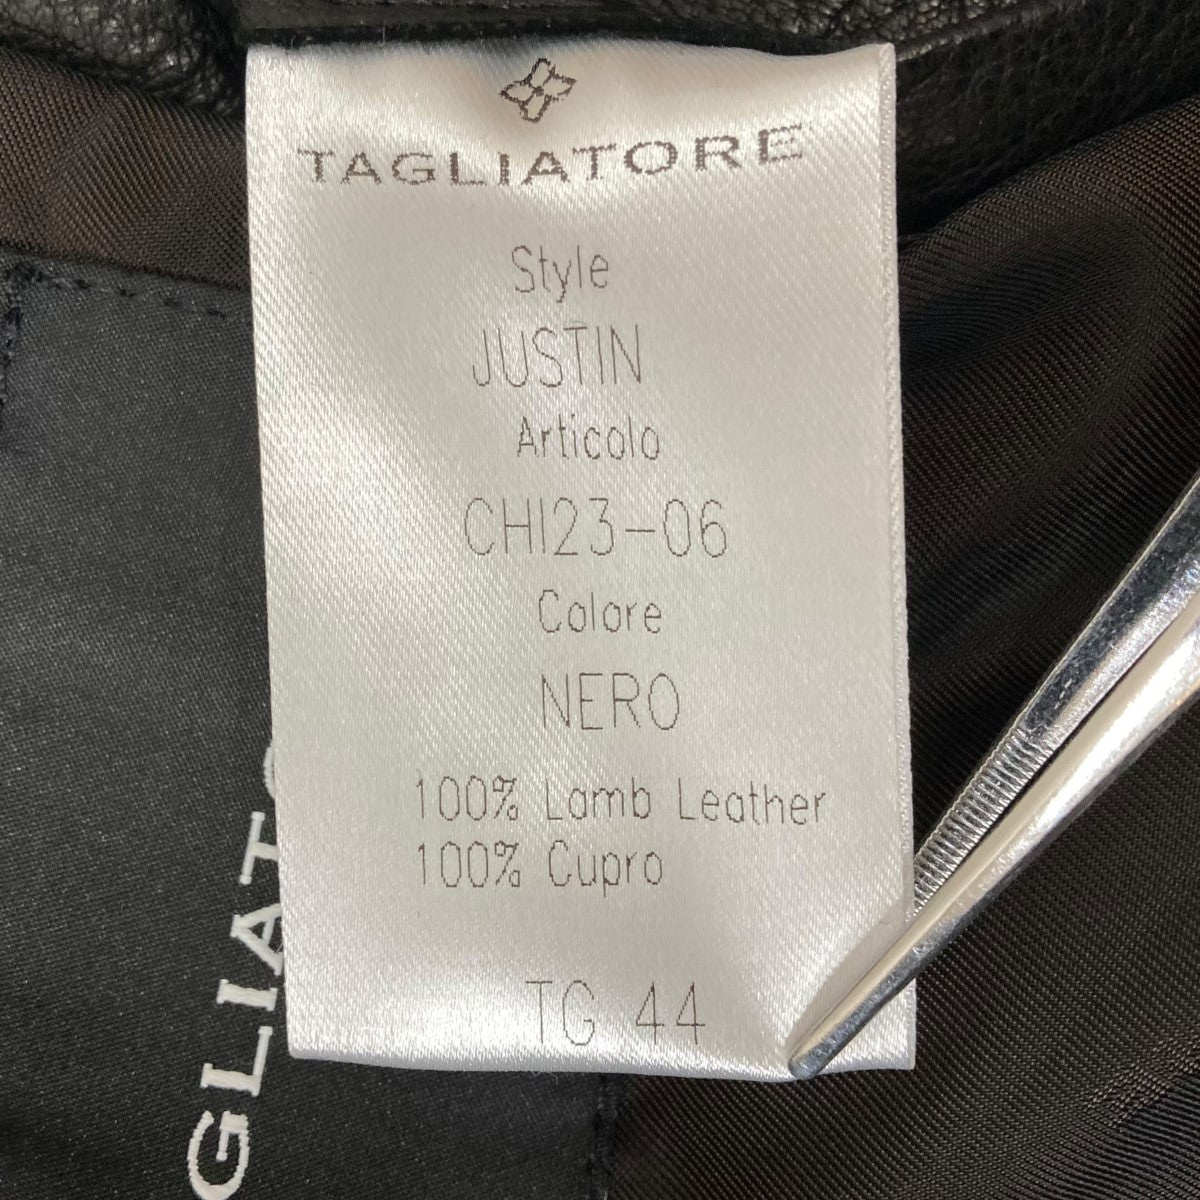 TAGLIATORE
Style
JUSTIN
Articolo
CHI23-06
Colore
NERO
100% Lamb Leather
100% Cupro
TG 44
GLIAT